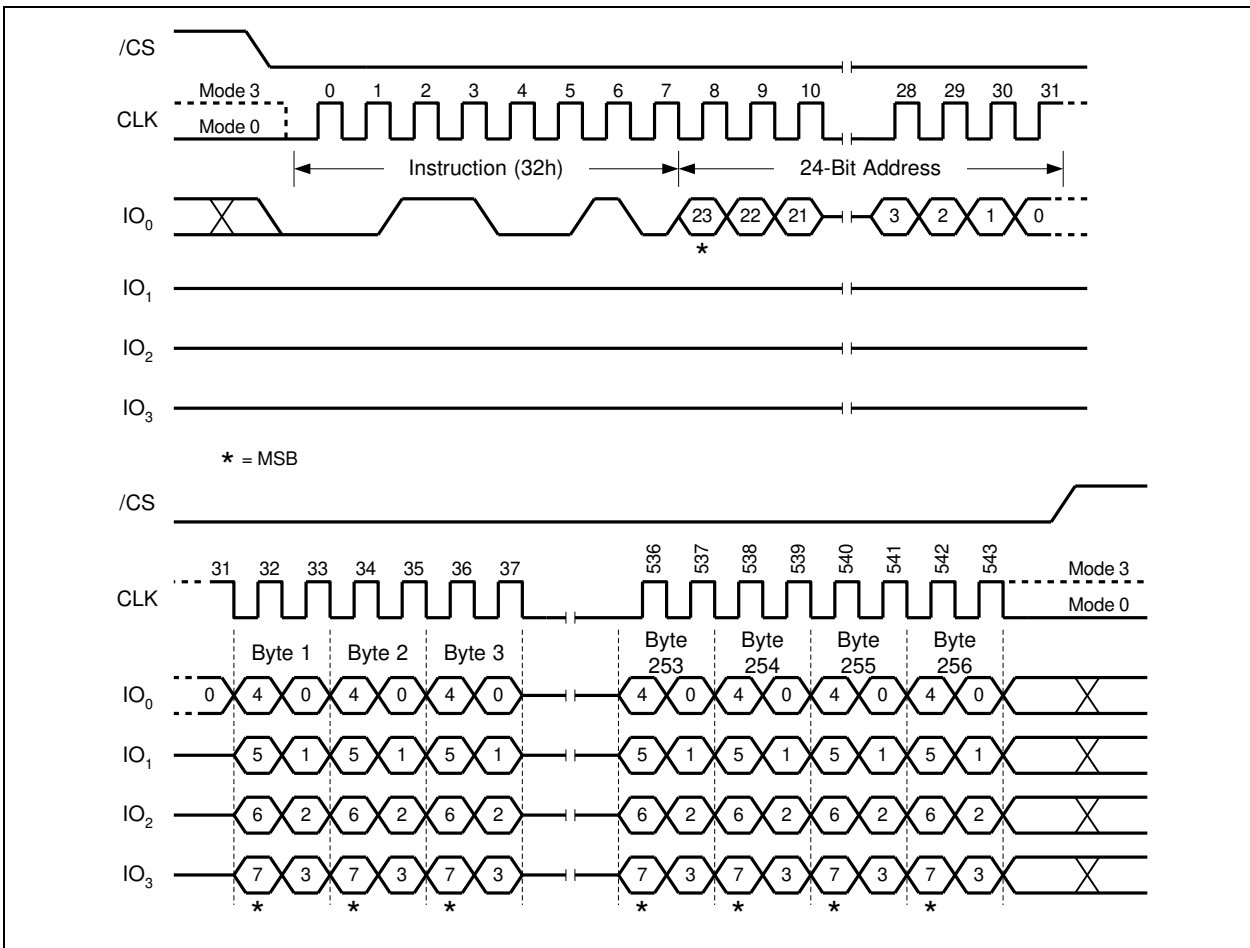 /CS
Mode 3 0 1 2 3 4 5 6 7 8 9 10 28 29 30 31
CLK
Mode 0
Instruction (32h) 24-Bit Address
IO0 23 22 21 3 2 1 0
*
IO1
IO2
IO3
* = MSB
/CS
31 32 33 34 35 36 37 536 537 538 539 540 541 542 543 Mode 3
CLK
Mode 0
Byte 1 Byte 2 Byte 3 Byte 253 Byte 254 Byte 255 Byte 256
IO0 0 4 0 4 0 4 0 4 0 4 0 4 0 4 0
IO1 5 1 5 1 5 1 5 1 5 1 5 1 5 1
IO2 6 2 6 2 6 2 6 2 6 2 6 2 6 2
IO3 7 3 7 3 7 3 7 3 7 3 7 3 7 3
* * * * * * *